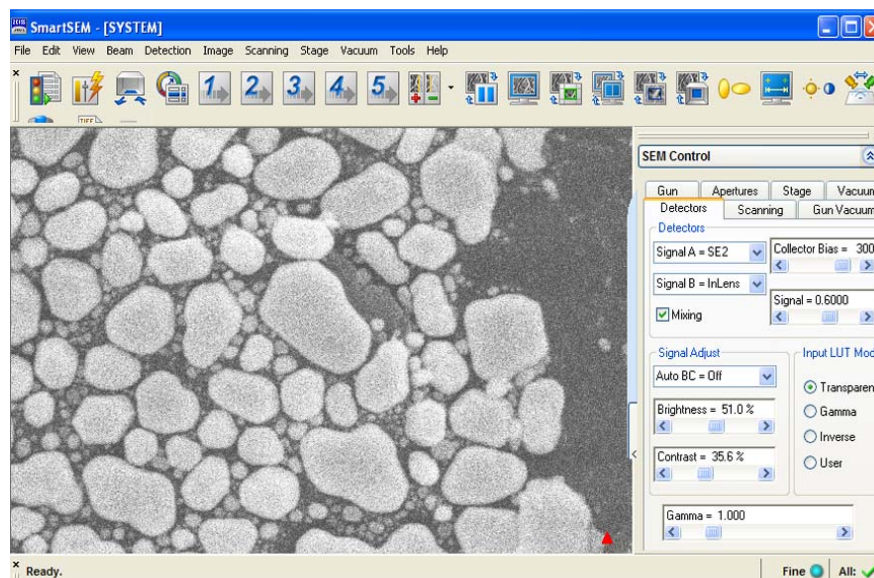 SmartSEM - [SYSTEM]
File Edit View Beam Detection Image Scanning Stage Vacuum Tools Help
1 2 3 4 5
TIFF
SEM Control
Gun Apertures Stage Vacuum
Detectors Scanning Gun Vacuum
Detectors
Signal A = SE2
Collector Bias = 300
Signal B = InLens
Signal = 0.6000
Mixing
Signal Adjust
Input LUT Mod
Auto BC = Off
Transparen
Brightness = 51.0 %
Gamma
Inverse
Contrast = 35.6 %
User
Gamma = 1.000
Ready.
Fine All: